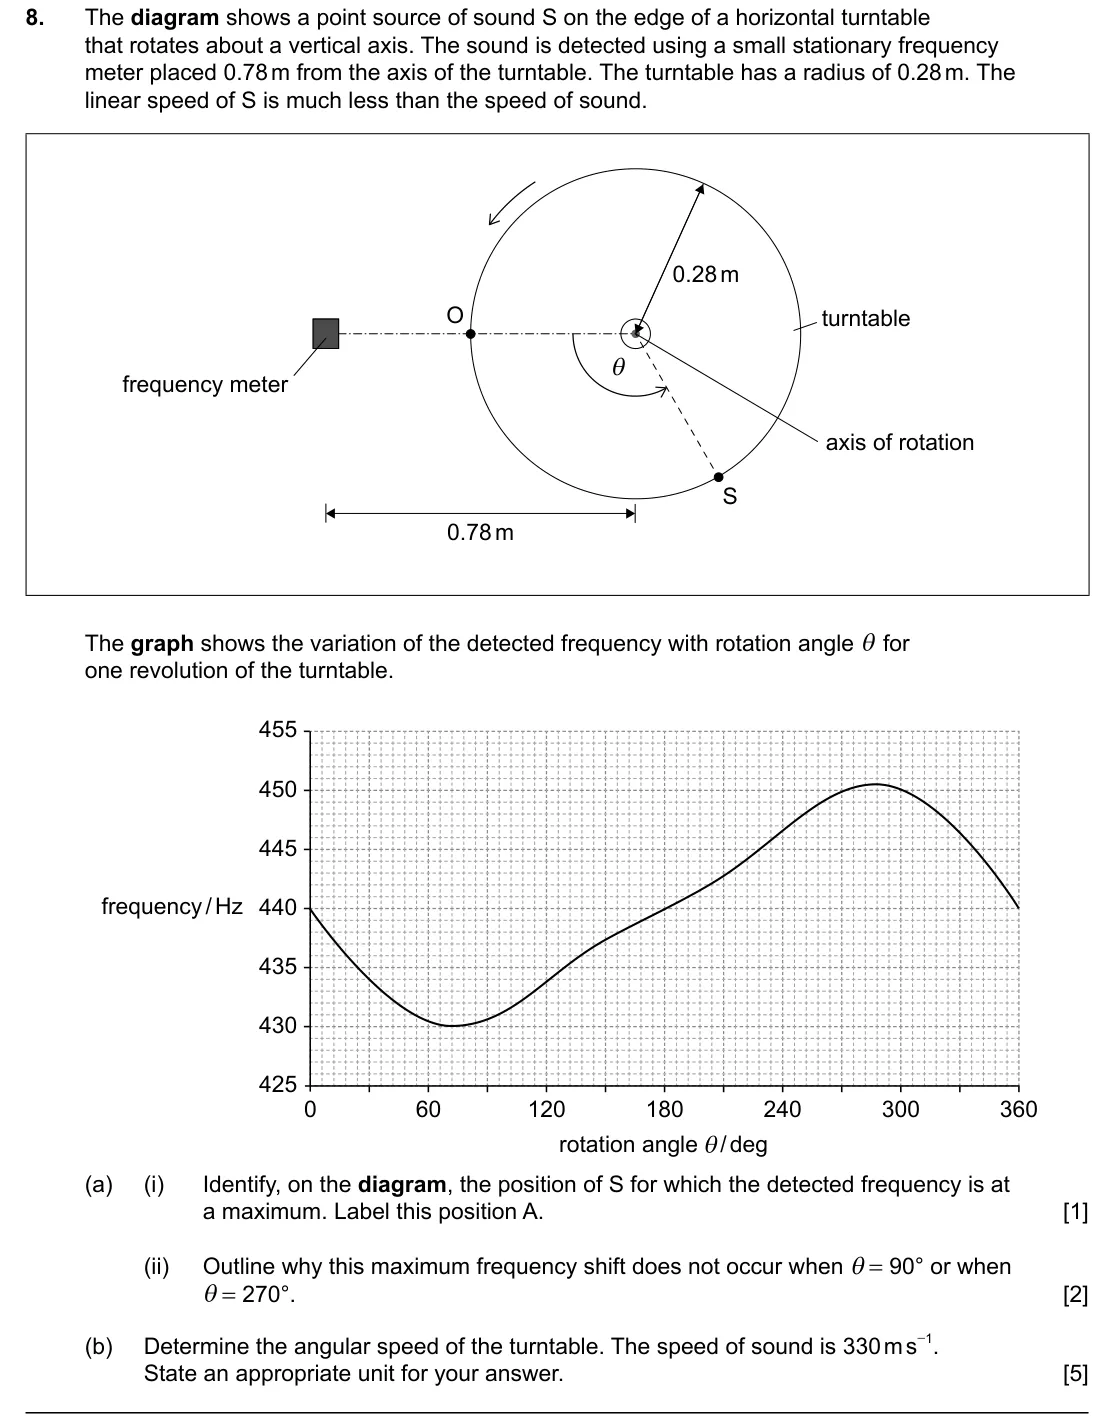 8. The diagram shows a point source of sound S on the edge of a horizontal turntable
that rotates about a vertical axis. The sound is detected using a small stationary frequency
meter placed 0.78 m from the axis of the turntable. The turntable has a radius of 0.28 m. The
linear speed of S is much less than the speed of sound.
0.28 m
O
turntable
θ
frequency meter
axis of rotation
S
0.78 m
The graph shows the variation of the detected frequency with rotation angle θ for
one revolution of the turntable.
455
450
445
frequency / Hz 440
435
430
425
0 60 120 180 240 300 360
rotation angle θ / deg
(a) (i) Identify, on the diagram, the position of S for which the detected frequency is at
a maximum. Label this position A. [1]
(ii) Outline why this maximum frequency shift does not occur when θ = 90° or when
θ = 270°. [2]
(b) Determine the angular speed of the turntable. The speed of sound is 330 m s⁻¹.
State an appropriate unit for your answer. [5]